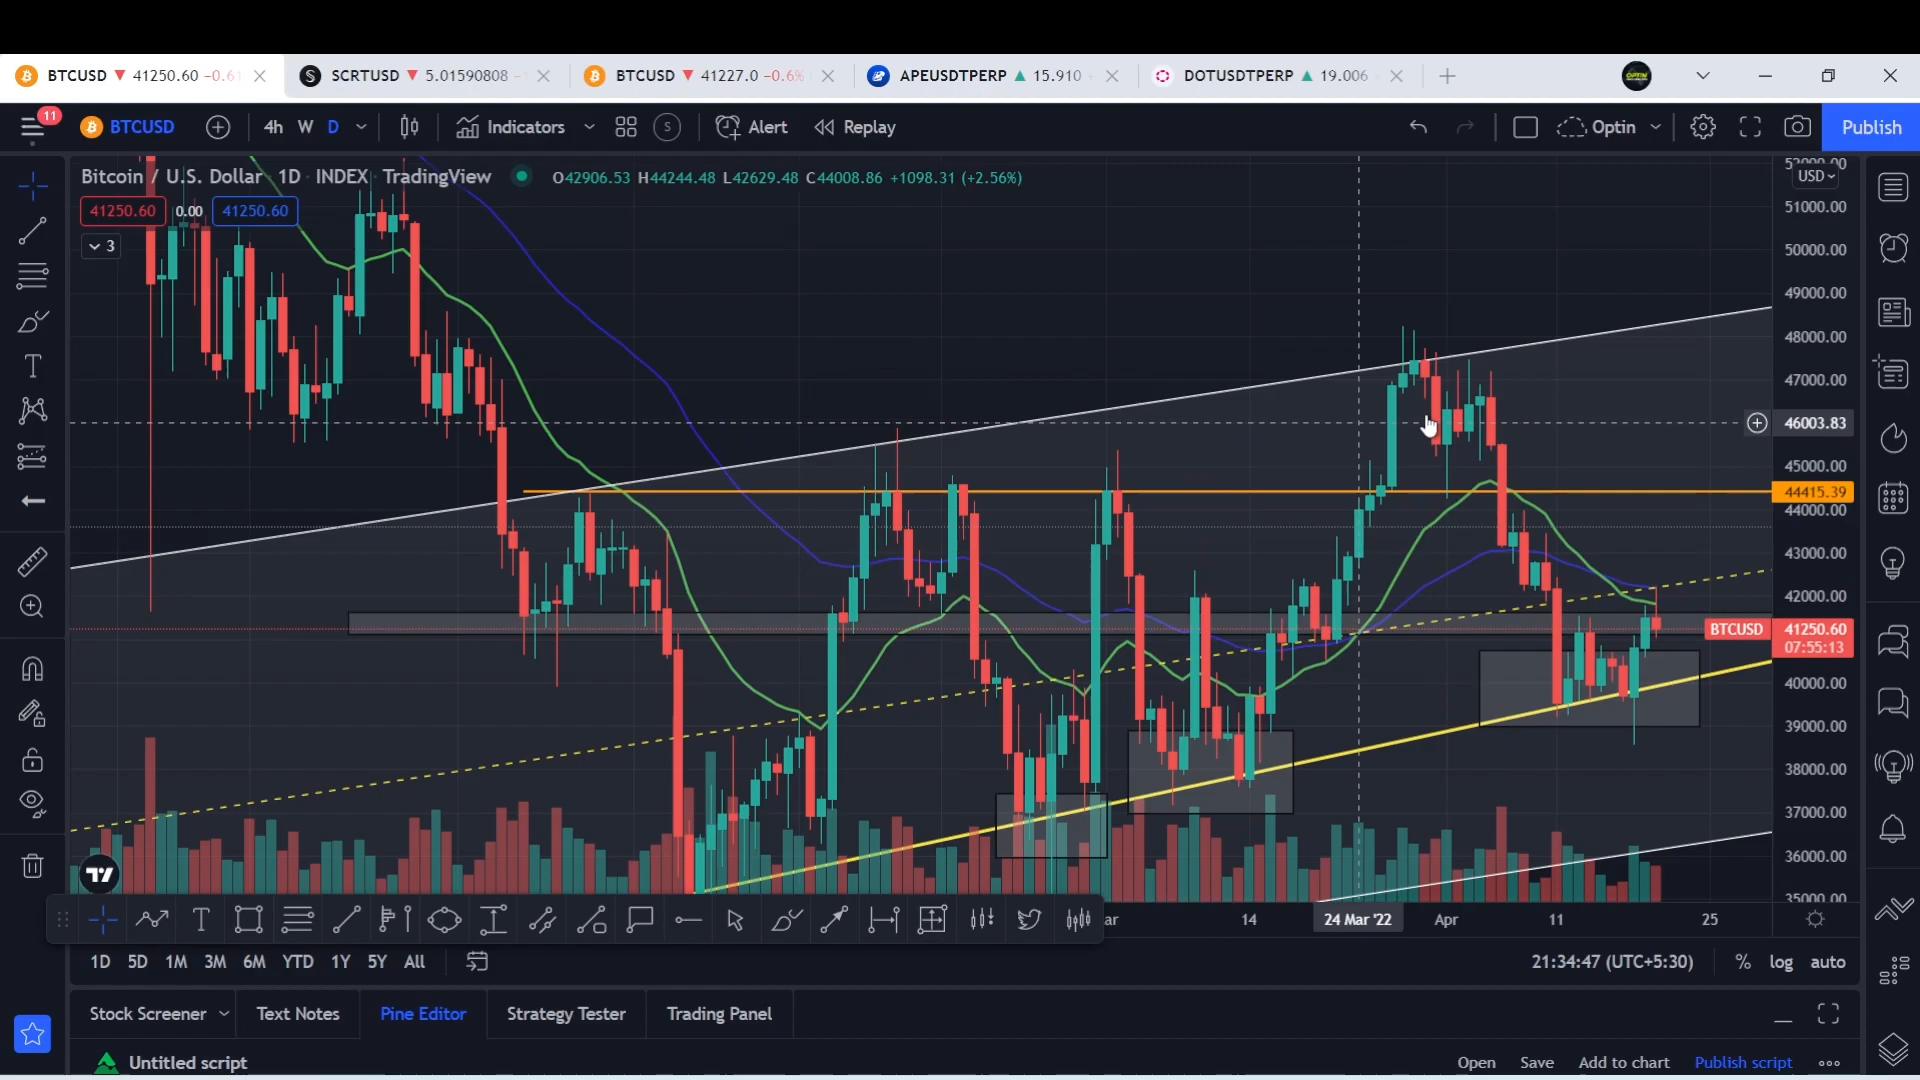 BTCUSD ▼ 41250.60 −0.61
SCRTUSD ▼ 5.01590808 −
BTCUSD ▼ 41227.0 −0.6%
APEUSDTPERP ▲ 15.910
DOTUSDTPERP ▲ 19.006
OPTIN
11
BTCUSD
4h W D
Indicators
S
Alert
Replay
Optin
Publish
Bitcoin / U.S. Dollar · 1D · INDEX · TradingView
O42906.53 H44244.48 L42629.48 C44008.86 +1098.31 (+2.56%)
41250.60 0.00 41250.60
3
52000.00
USD
51000.00
50000.00
49000.00
48000.00
47000.00
46003.83
45000.00
44415.39
44000.00
43000.00
42000.00
BTCUSD 41250.60
07:55:13
40000.00
39000.00
38000.00
37000.00
36000.00
35000.00
ar 14 24 Mar '22 Apr 11 25
1D 5D 1M 3M 6M YTD 1Y 5Y All
21:34:47 (UTC+5:30) % log auto
Stock Screener Text Notes Pine Editor Strategy Tester Trading Panel
Untitled script
Open Save Add to chart Publish script